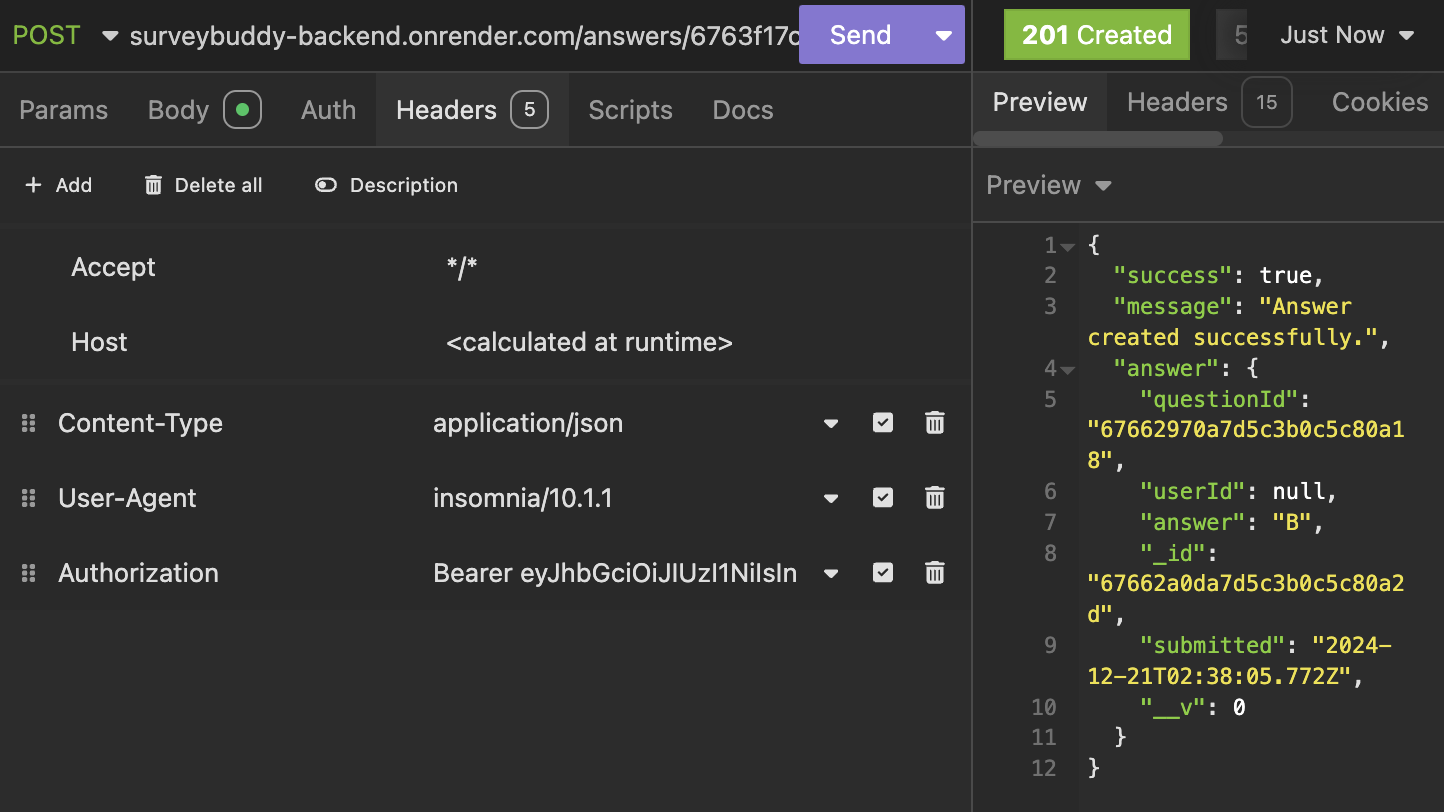 POST surveybuddy-backend.onrender.com/answers/6763f17c Send
201 Created 5 Just Now
Params Body Auth Headers 5 Scripts Docs
Preview Headers 15 Cookies
Add Delete all Description
Preview
Accept */*
Host <calculated at runtime>
Content-Type application/json
User-Agent insomnia/10.1.1
Authorization Bearer eyJhbGciOiJIUzI1NiIsIn
1 {
2 "success": true,
3 "message": "Answer
created successfully.",
4 "answer": {
5 "questionId":
"67662970a7d5c3b0c5c80a1
8",
6 "userId": null,
7 "answer": "B",
8 "_id":
"67662a0da7d5c3b0c5c80a2
d",
9 "submitted": "2024-
12-21T02:38:05.772Z",
10 "__v": 0
11 }
12 }